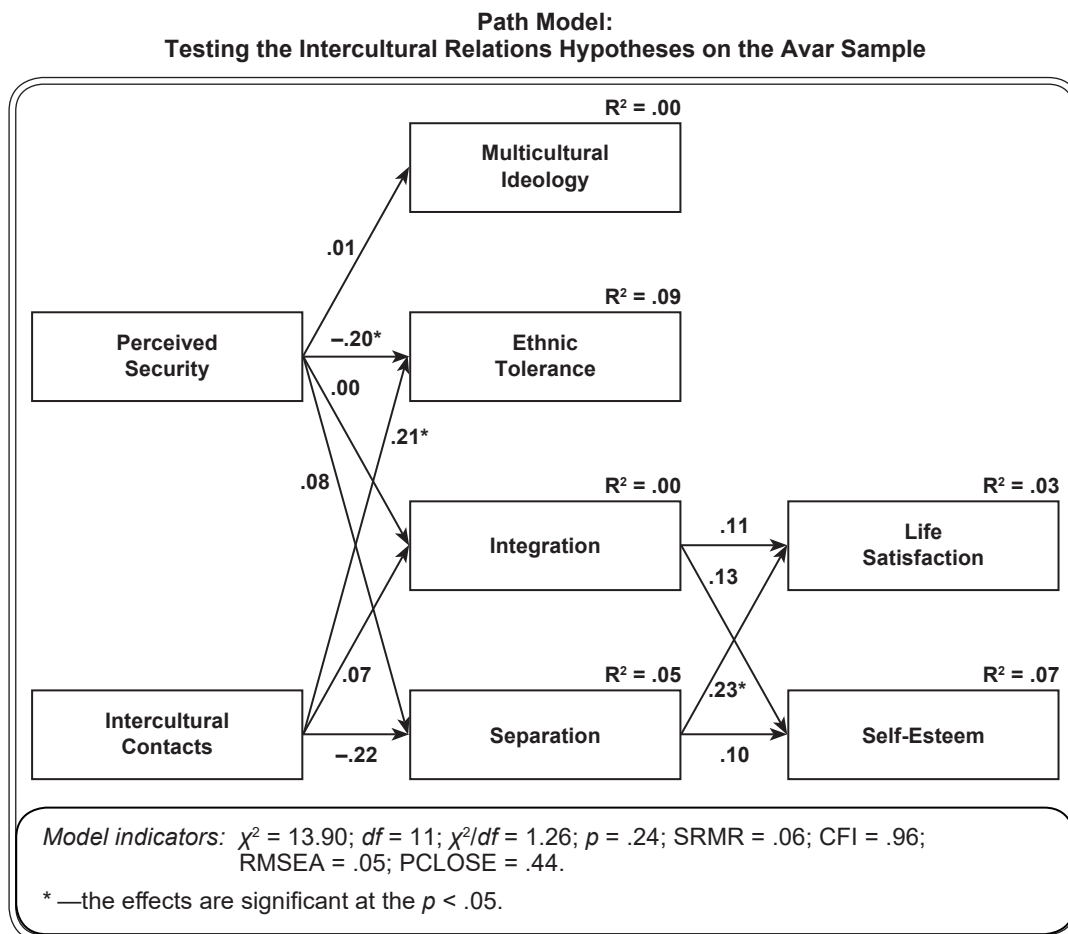 Path Model:
Testing the Intercultural Relations Hypotheses on the Avar Sample
R² = .00
Multicultural
Ideology
.01
R² = .09
Perceived
Security
–.20*
Ethnic
Tolerance
.00
.21*
.08
R² = .00
R² = .03
Integration
.11
Life
Satisfaction
.13
.07
R² = .05
.23*
R² = .07
Intercultural
Contacts
–.22
Separation
.10
Self-Esteem
Model indicators: χ² = 13.90; df = 11; χ²/df = 1.26; p = .24; SRMR = .06; CFI = .96;
RMSEA = .05; PCLOSE = .44.
* —the effects are significant at the p < .05.